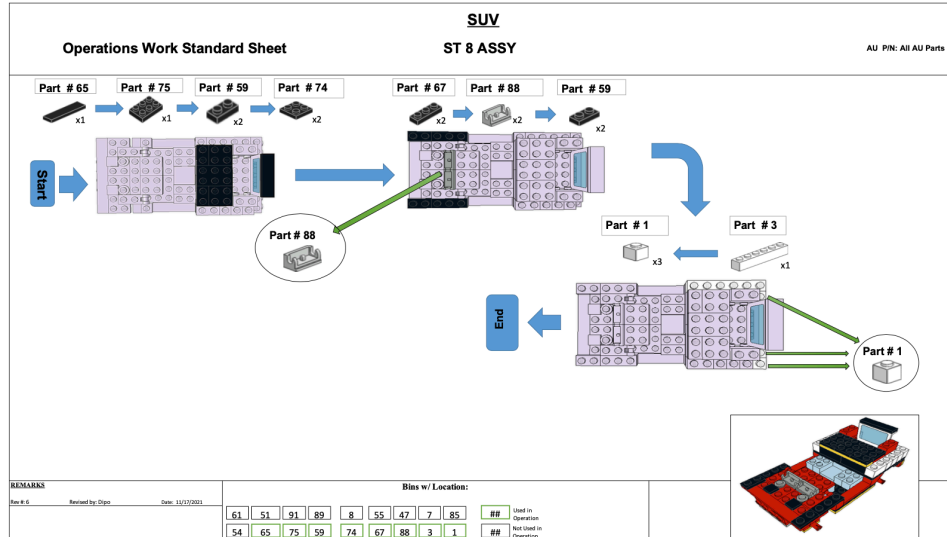 SUV
Operations Work Standard Sheet
ST 8 ASSY
AU P/N: All AU Parts
Part # 65
Part # 75
Part # 59
Part # 74
x1
x1
x2
x2
Part # 67
Part # 88
Part # 59
x2
x2
x2
Start
Part # 88
Part # 1
Part # 3
x3
x1
End
Part # 1
REMARKS
Rev #: 6 Revised by: Dipo Date: 11/17/2021
Bins w/ Location:
61 51 91 89 8 55 47 7 85
## Used in Operation
54 65 75 59 74 67 88 3 1
## Not Used in Operation